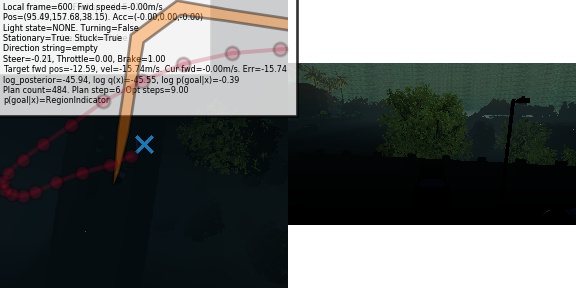 Local frame=600. Fwd speed=-0.00m/s
Pos=(95.49,157.68,38.15). Acc=(-0.00,0.00,-0.00)
Light state=NONE. Turning=False
Stationary=True. Stuck=True
Direction string=empty
Steer=-0.21, Throttle=0.00, Brake=1.00
Target fwd pos=-12.59, vel=-15.74m/s. Cur fwd=-0.00m/s. Err=-15.74
log_posterior=-45.94, log q(x)=-45.55, log p(goal|x)=-0.39
Plan count=484. Plan step=6. Opt steps=9.00
p(goal|x)=RegionIndicator